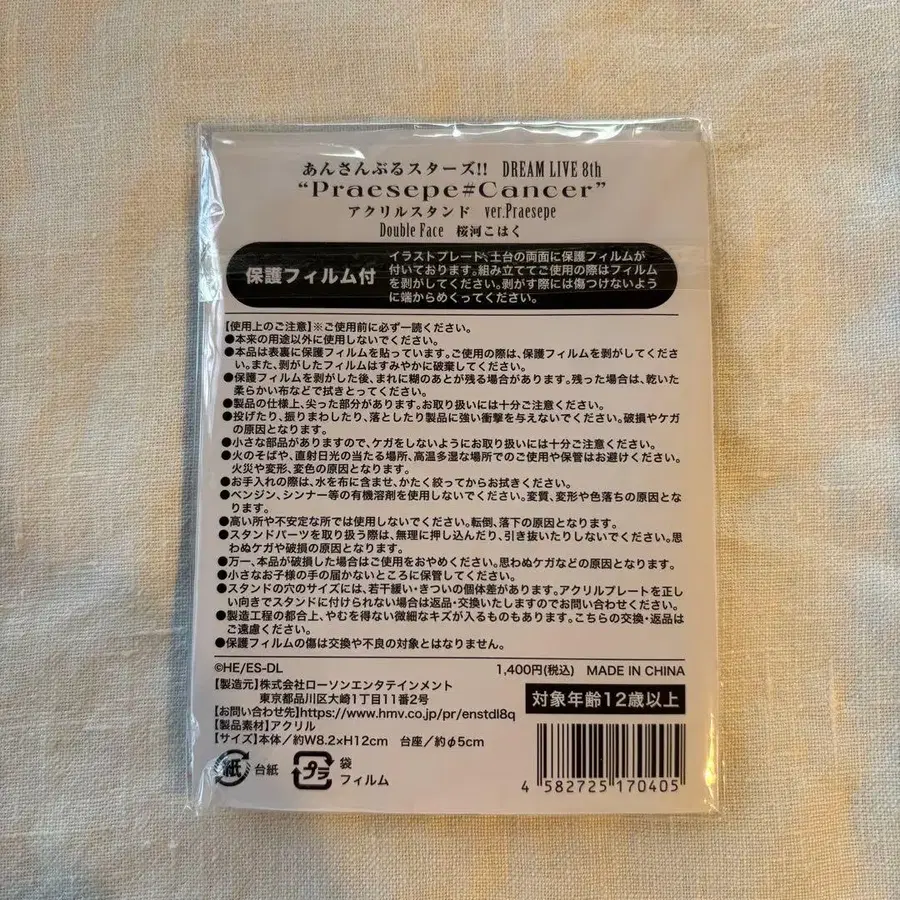 あんさんぶるスターズ!! DREAM LIVE 8th
“Praesepe#Cancer”
アクリルスタンド ver.Praesepe
Double Face 桜河こはく
保護フィルム付
イラストプレート、土台の両面に保護フィルムが
付いております。組み立ててご使用の際はフィルム
を剥がしてください。剥がす際には傷つけないよう
に端からめくってください。
【使用上のご注意】※ご使用前に必ず一読ください。
●本来の用途以外に使用しないでください。
●本品は表裏に保護フィルムを貼っています。ご使用の際は、保護フィルムを剥がしてくださ
い。また、剥がしたフィルムはすみやかに破棄してください。
●保護フィルムを剥がした後、まれに糊のあとが残る場合があります。残った場合は、乾いた
柔らかい布などで拭きとってください。
●製品の仕様上、尖った部分があります。お取り扱いには十分ご注意ください。
●投げたり、振りまわしたり、落としたり製品に強い衝撃を与えないでください。破損やケガ
の原因となります。
●小さな部品がありますので、ケガをしないようにお取り扱いには十分ご注意ください。
●火のそばや、直射日光の当たる場所、高温多湿な場所でのご使用や保管はお避けください。
火災や変形、変色の原因となります。
●お手入れの際は、水を布に含ませ、かたく絞ってからお拭きください。
●ベンジン、シンナー等の有機溶剤を使用しないでください。変質、変形や色落ちの原因とな
ります。
●高い所や不安定な所では使用しないでください。転倒、落下の原因となります。
●スタンドパーツを取り扱う際は、無理に押し込んだり、引き抜いたりしないでください。思
わぬケガや破損の原因となります。
●万一、本品が破損した場合はご使用をおやめください。思わぬケガなどの原因となります。
●小さなお子様の手の届かないところに保管してください。
●スタンドの穴のサイズには、若干緩い・きついの個体差があります。アクリルプレートを正し
い向きでスタンドに付けられない場合は返品・交換いたしますのでお問い合わせください。
●製造工程の都合上、やむを得ない微細なキズが入るものもあります。こちらの交換・返品は
ご遠慮ください。
●保護フィルムの傷は交換や不良の対象とはなりません。
©HE/ES-DL 1,400円(税込) MADE IN CHINA
【製造元】株式会社ローソンエンタテインメント
東京都品川区大崎1丁目11番2号
対象年齢12歳以上
【お問い合わせ先】https://www.hmv.co.jp/pr/enstdl8q
【製品素材】アクリル
【サイズ】本体／約W8.2×H12cm 台座／約φ5cm
紙 台紙 プラ 袋
フィルム
4 582725 170405